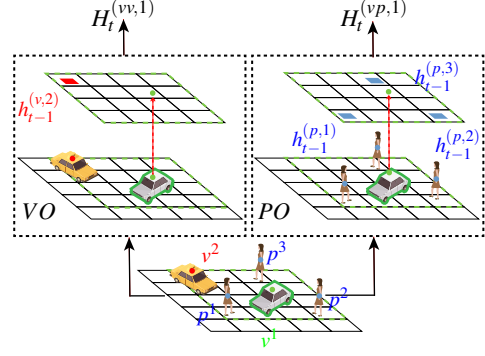 H_t^{(vv,1)} H_t^{(vp,1)}
h_{t-1}^{(v,2)} h_{t-1}^{(p,3)}
h_{t-1}^{(p,1)} h_{t-1}^{(p,2)}
VO PO
v^2 p^3
p^1 p^2
v^1